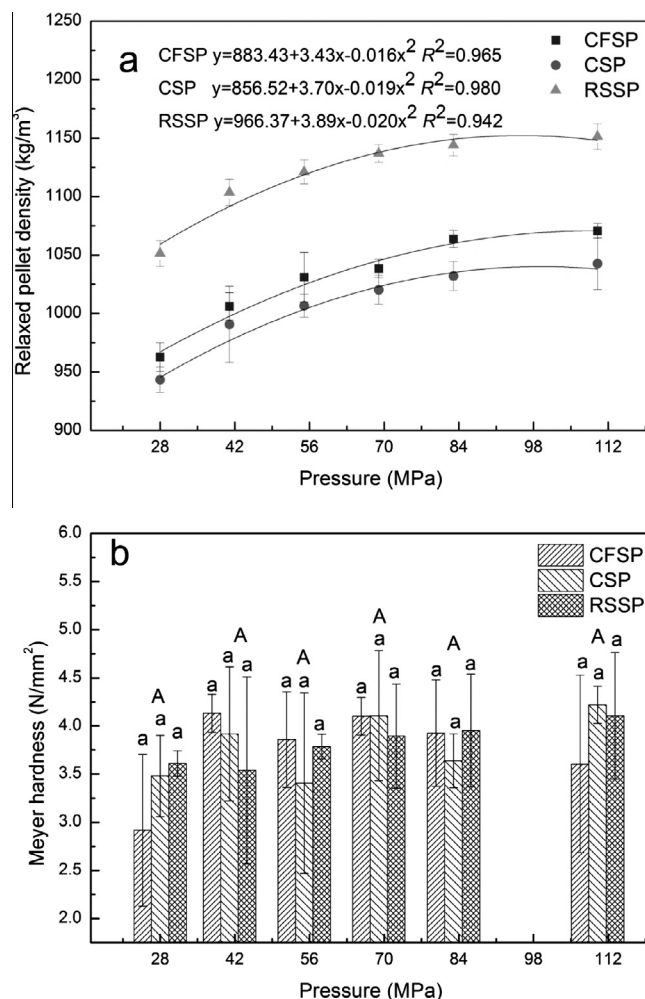 a
CFSP y=883.43+3.43x-0.016x² R²=0.965
CSP y=856.52+3.70x-0.019x² R²=0.980
RSSP y=966.37+3.89x-0.020x² R²=0.942
CFSP
CSP
RSSP
1250
1200
1150
1100
1050
1000
950
900
Relaxed pellet density (kg/m³)
28 42 56 70 84 98 112
Pressure (MPa)
b
CFSP
CSP
RSSP
6.0
5.5
5.0
4.5
4.0
3.5
3.0
2.5
2.0
Meyer hardness (N/mm²)
A A A A A A
a a a a a a a a a a a a a a a a a a
28 42 56 70 84 98 112
Pressure (MPa)